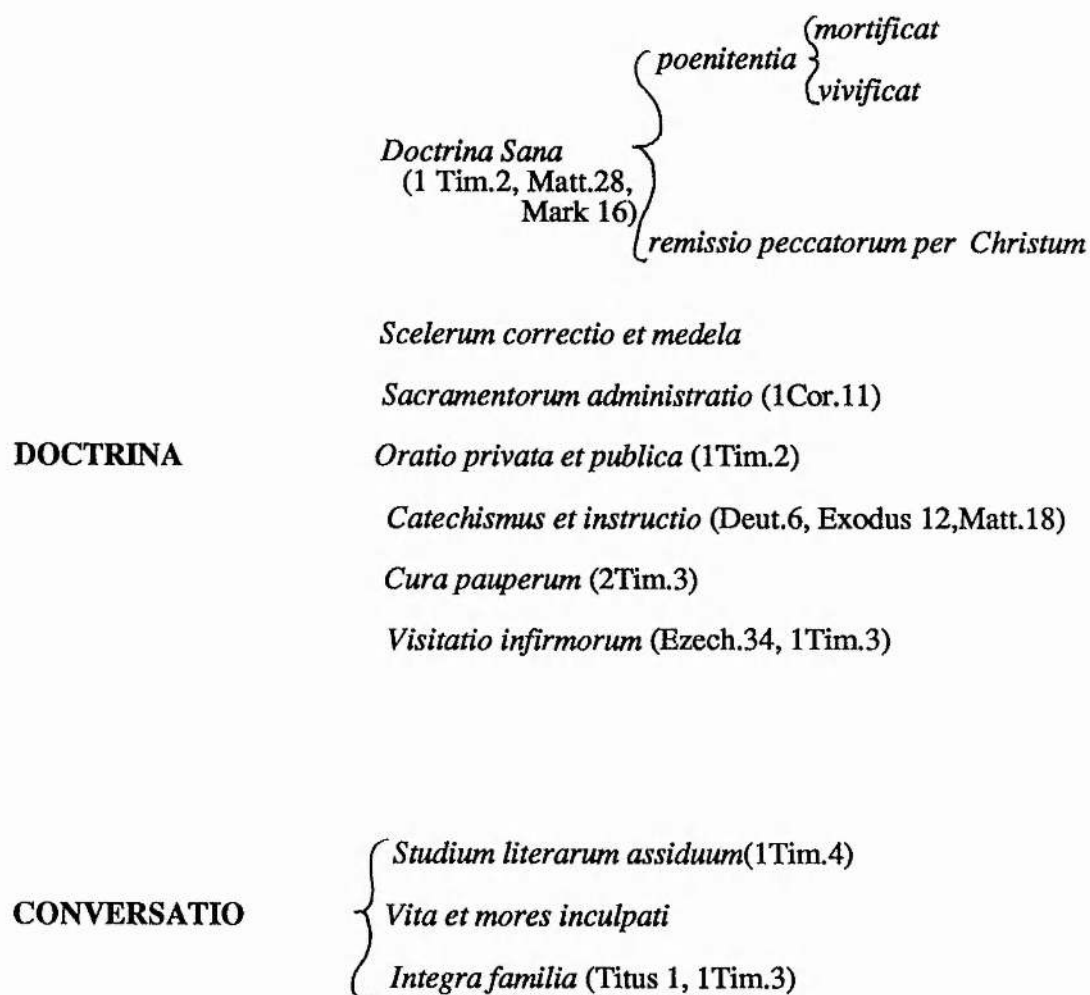 mortificat
poenitentia
vivificat
Doctrina Sana
(1 Tim.2, Matt.28,
Mark 16)
remissio peccatorum per Christum
Scelerum correctio et medela
Sacramentorum administratio (1Cor.11)
DOCTRINA Oratio privata et publica (1Tim.2)
Catechismus et instructio (Deut.6, Exodus 12,Matt.18)
Cura pauperum (2Tim.3)
Visitatio infirmorum (Ezech.34, 1Tim.3)
Studium literarum assiduum(1Tim.4)
CONVERSATIO Vita et mores inculpati
Integra familia (Titus 1, 1Tim.3)